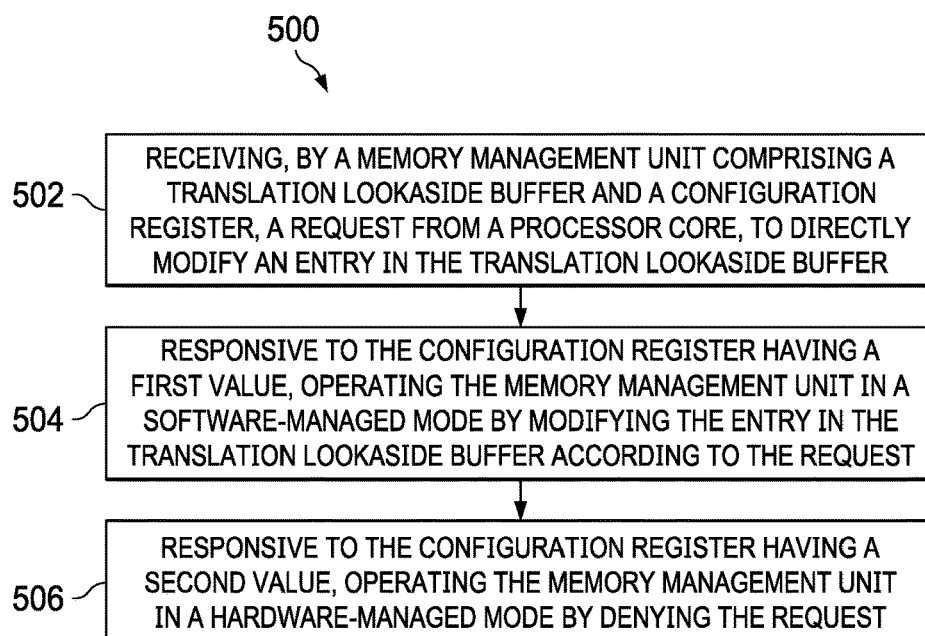 500
502
RECEIVING, BY A MEMORY MANAGEMENT UNIT COMPRISING A
TRANSLATION LOOKASIDE BUFFER AND A CONFIGURATION
REGISTER, A REQUEST FROM A PROCESSOR CORE, TO DIRECTLY
MODIFY AN ENTRY IN THE TRANSLATION LOOKASIDE BUFFER
504
RESPONSIVE TO THE CONFIGURATION REGISTER HAVING A
FIRST VALUE, OPERATING THE MEMORY MANAGEMENT UNIT IN A
SOFTWARE-MANAGED MODE BY MODIFYING THE ENTRY IN THE
TRANSLATION LOOKASIDE BUFFER ACCORDING TO THE REQUEST
506
RESPONSIVE TO THE CONFIGURATION REGISTER HAVING A
SECOND VALUE, OPERATING THE MEMORY MANAGEMENT UNIT
IN A HARDWARE-MANAGED MODE BY DENYING THE REQUEST